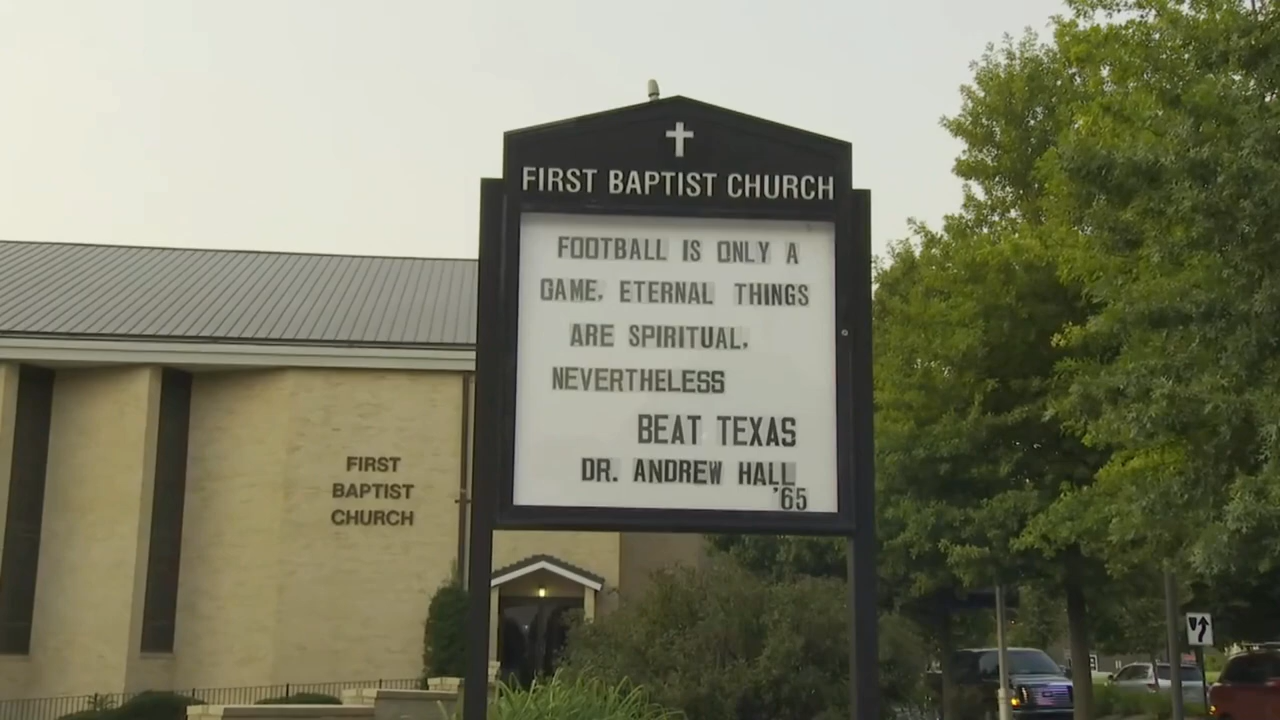 FIRST BAPTIST CHURCH
FOOTBALL IS ONLY A
GAME. ETERNAL THINGS
ARE SPIRITUAL.
NEVERTHELESS
BEAT TEXAS
DR. ANDREW HALL
'65
FIRST
BAPTIST
CHURCH